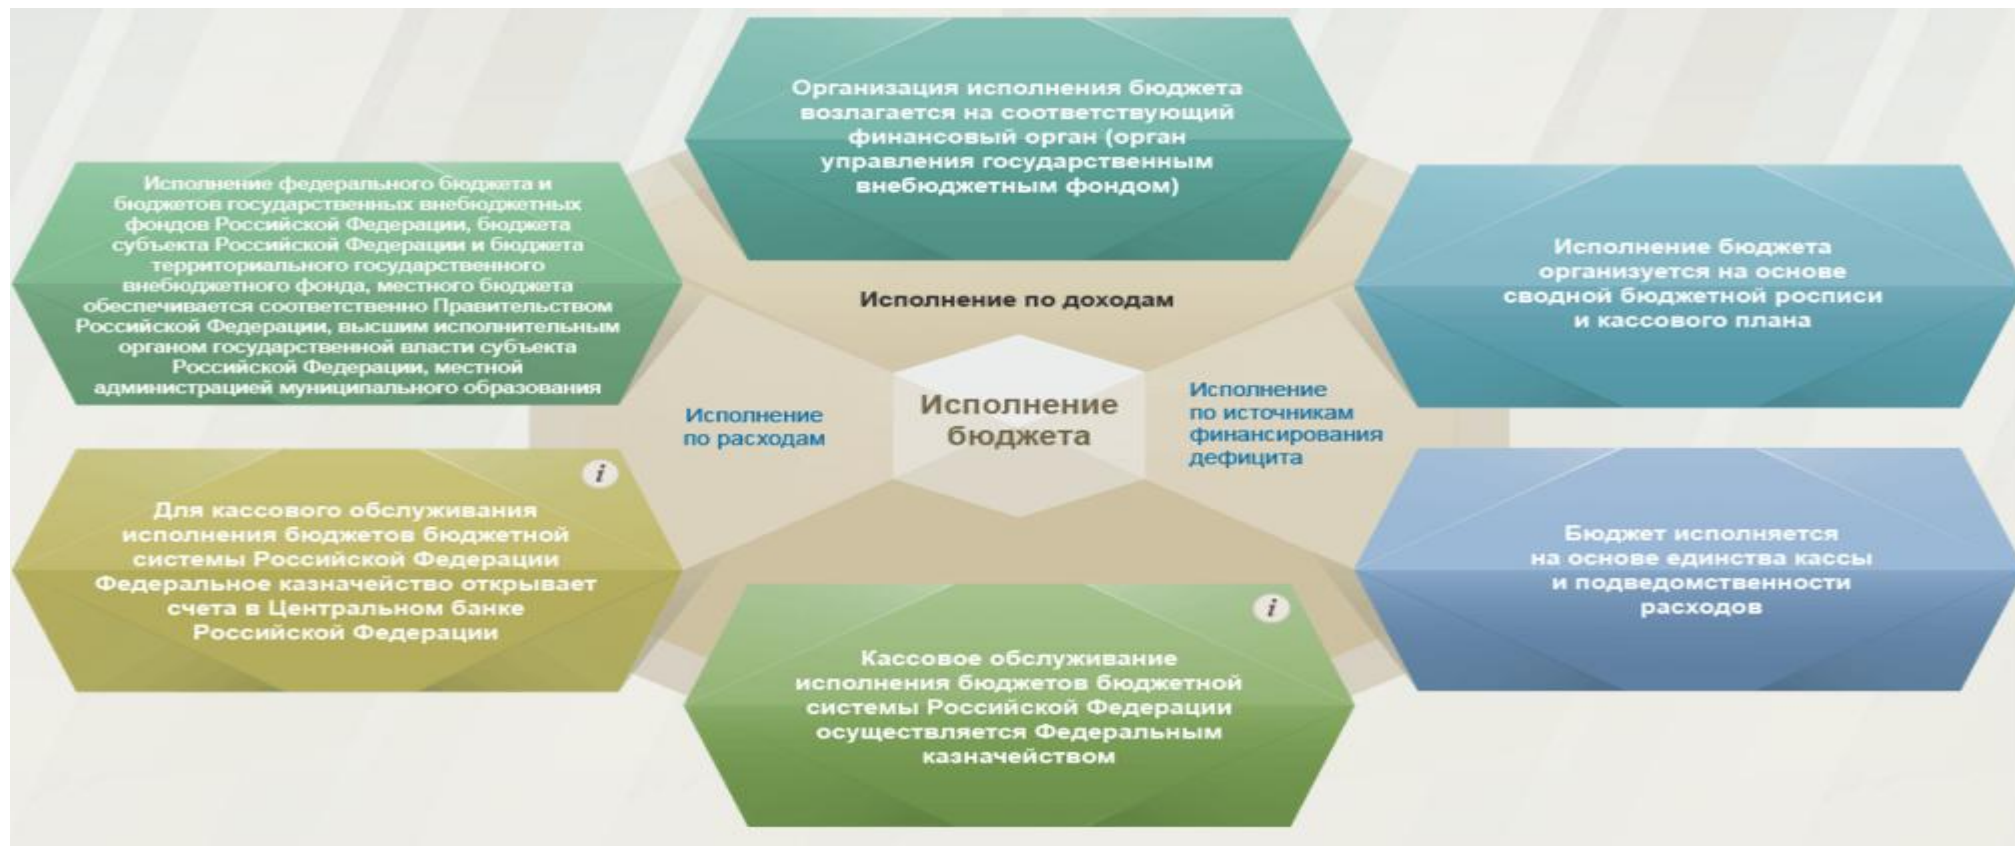 Организация исполнения бюджета
возлагается на соответствующий
финансовый орган (орган
управления государственным
внебюджетным фондом)
Исполнение федерального бюджета и
бюджетов государственных внебюджетных
фондов Российской Федерации, бюджета
субъекта Российской Федерации и бюджета
территориального государственного
внебюджетного фонда, местного бюджета
обеспечивается соответственно Правительством
Российской Федерации, высшим исполнительным
органом государственной власти субъекта
Российской Федерации, местной
администрацией муниципального образования
Исполнение бюджета
организуется на основе
сводной бюджетной росписи
и кассового плана
Исполнение по доходам
Исполнение
по расходам
Исполнение
бюджета
Исполнение
по источникам
финансирования
дефицита
i
Для кассового обслуживания
исполнения бюджетов бюджетной
системы Российской Федерации
Федеральное казначейство открывает
счета в Центральном банке
Российской Федерации
Бюджет исполняется
на основе единства кассы
и подведомственности
расходов
i
Кассовое обслуживание
исполнения бюджетов бюджетной
системы Российской Федерации
осуществляется Федеральным
казначейством